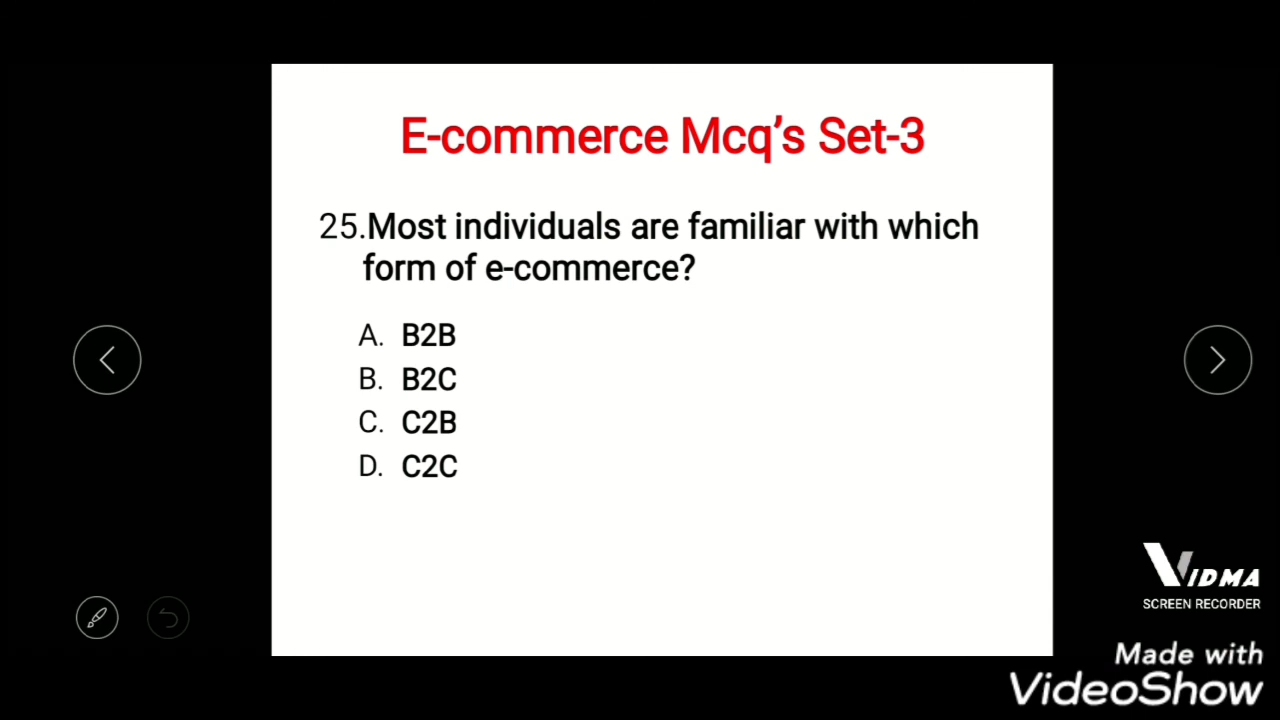 E-commerce Mcq's Set-3
25.Most individuals are familiar with which
form of e-commerce?
A. B2B
B. B2C
C. C2B
D. C2C
VIDMA
SCREEN RECORDER
Made with
VideoShow